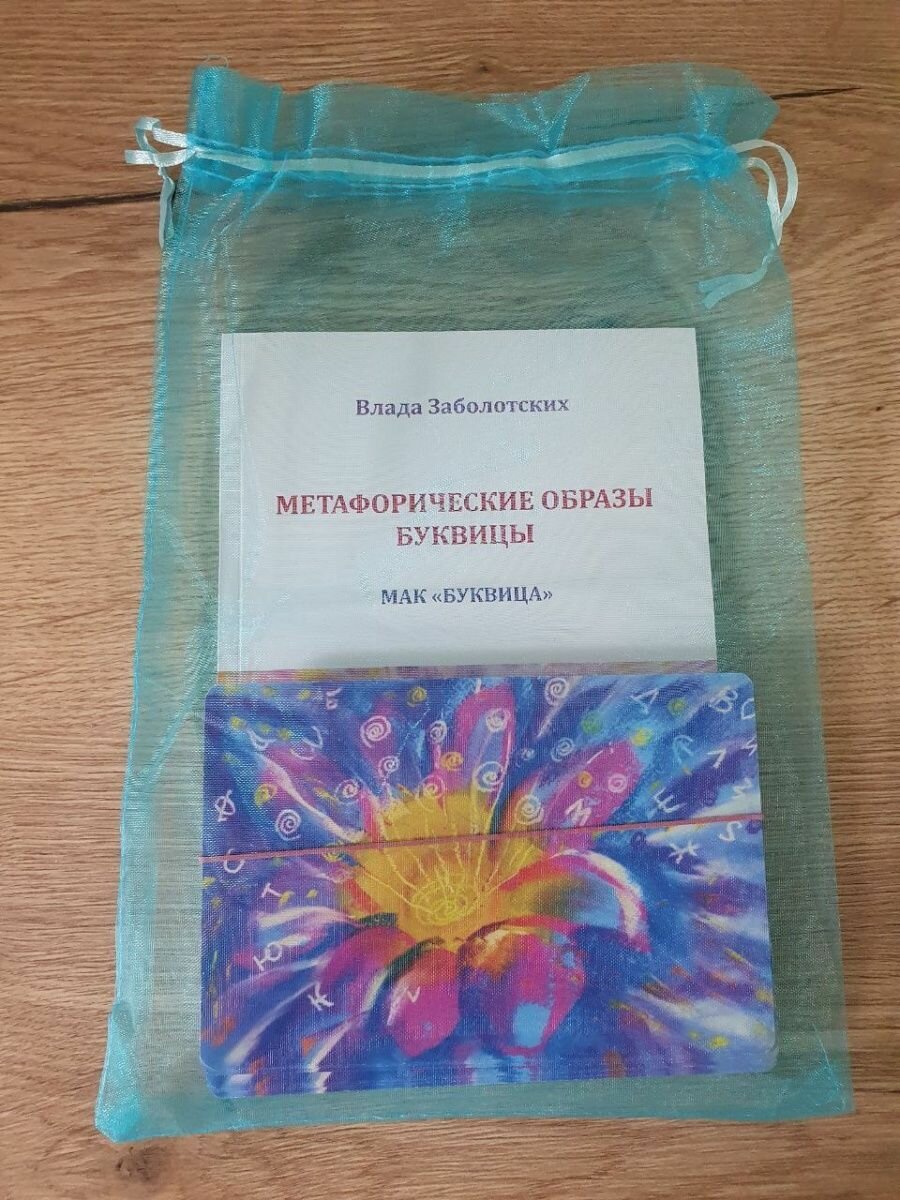 Влада Заболотских
МЕТАФОРИЧЕСКИЕ ОБРАЗЫ
БУКВИЦЫ
МАК «БУКВИЦА»